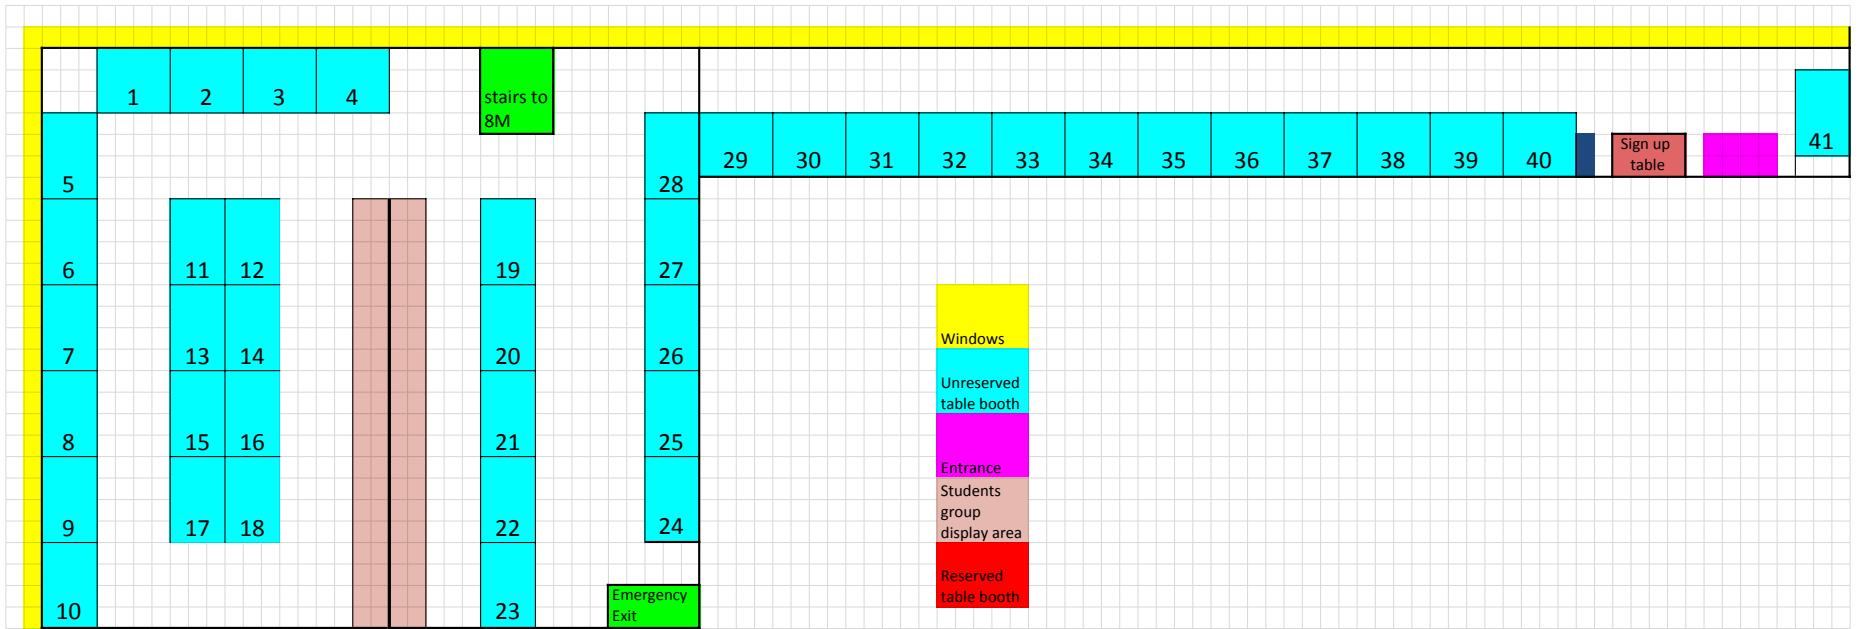 1 2 3 4
stairs to
8M
5
28
29 30 31 32 33 34 35 36 37 38 39 40
Sign up
table
41
6 11 12 19 27
7 13 14 20 26
8 15 16 21 25
9 17 18 22 24
10 23
Emergency
Exit
Windows
Unreserved
table booth
Entrance
Students
group
display area
Reserved
table booth